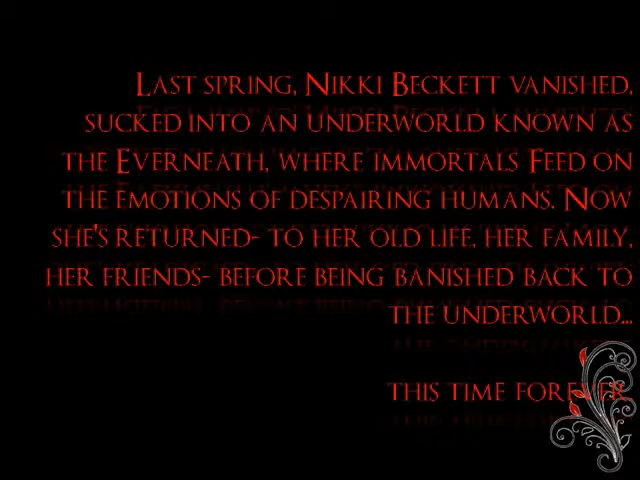 Last spring, Nikki Beckett vanished,
sucked into an underworld known as
the Everneath, where immortals Feed on
the emotions of despairing humans. Now
she's returned- to her old life, her family,
her friends- before being banished back to
the underworld...
this time forever.